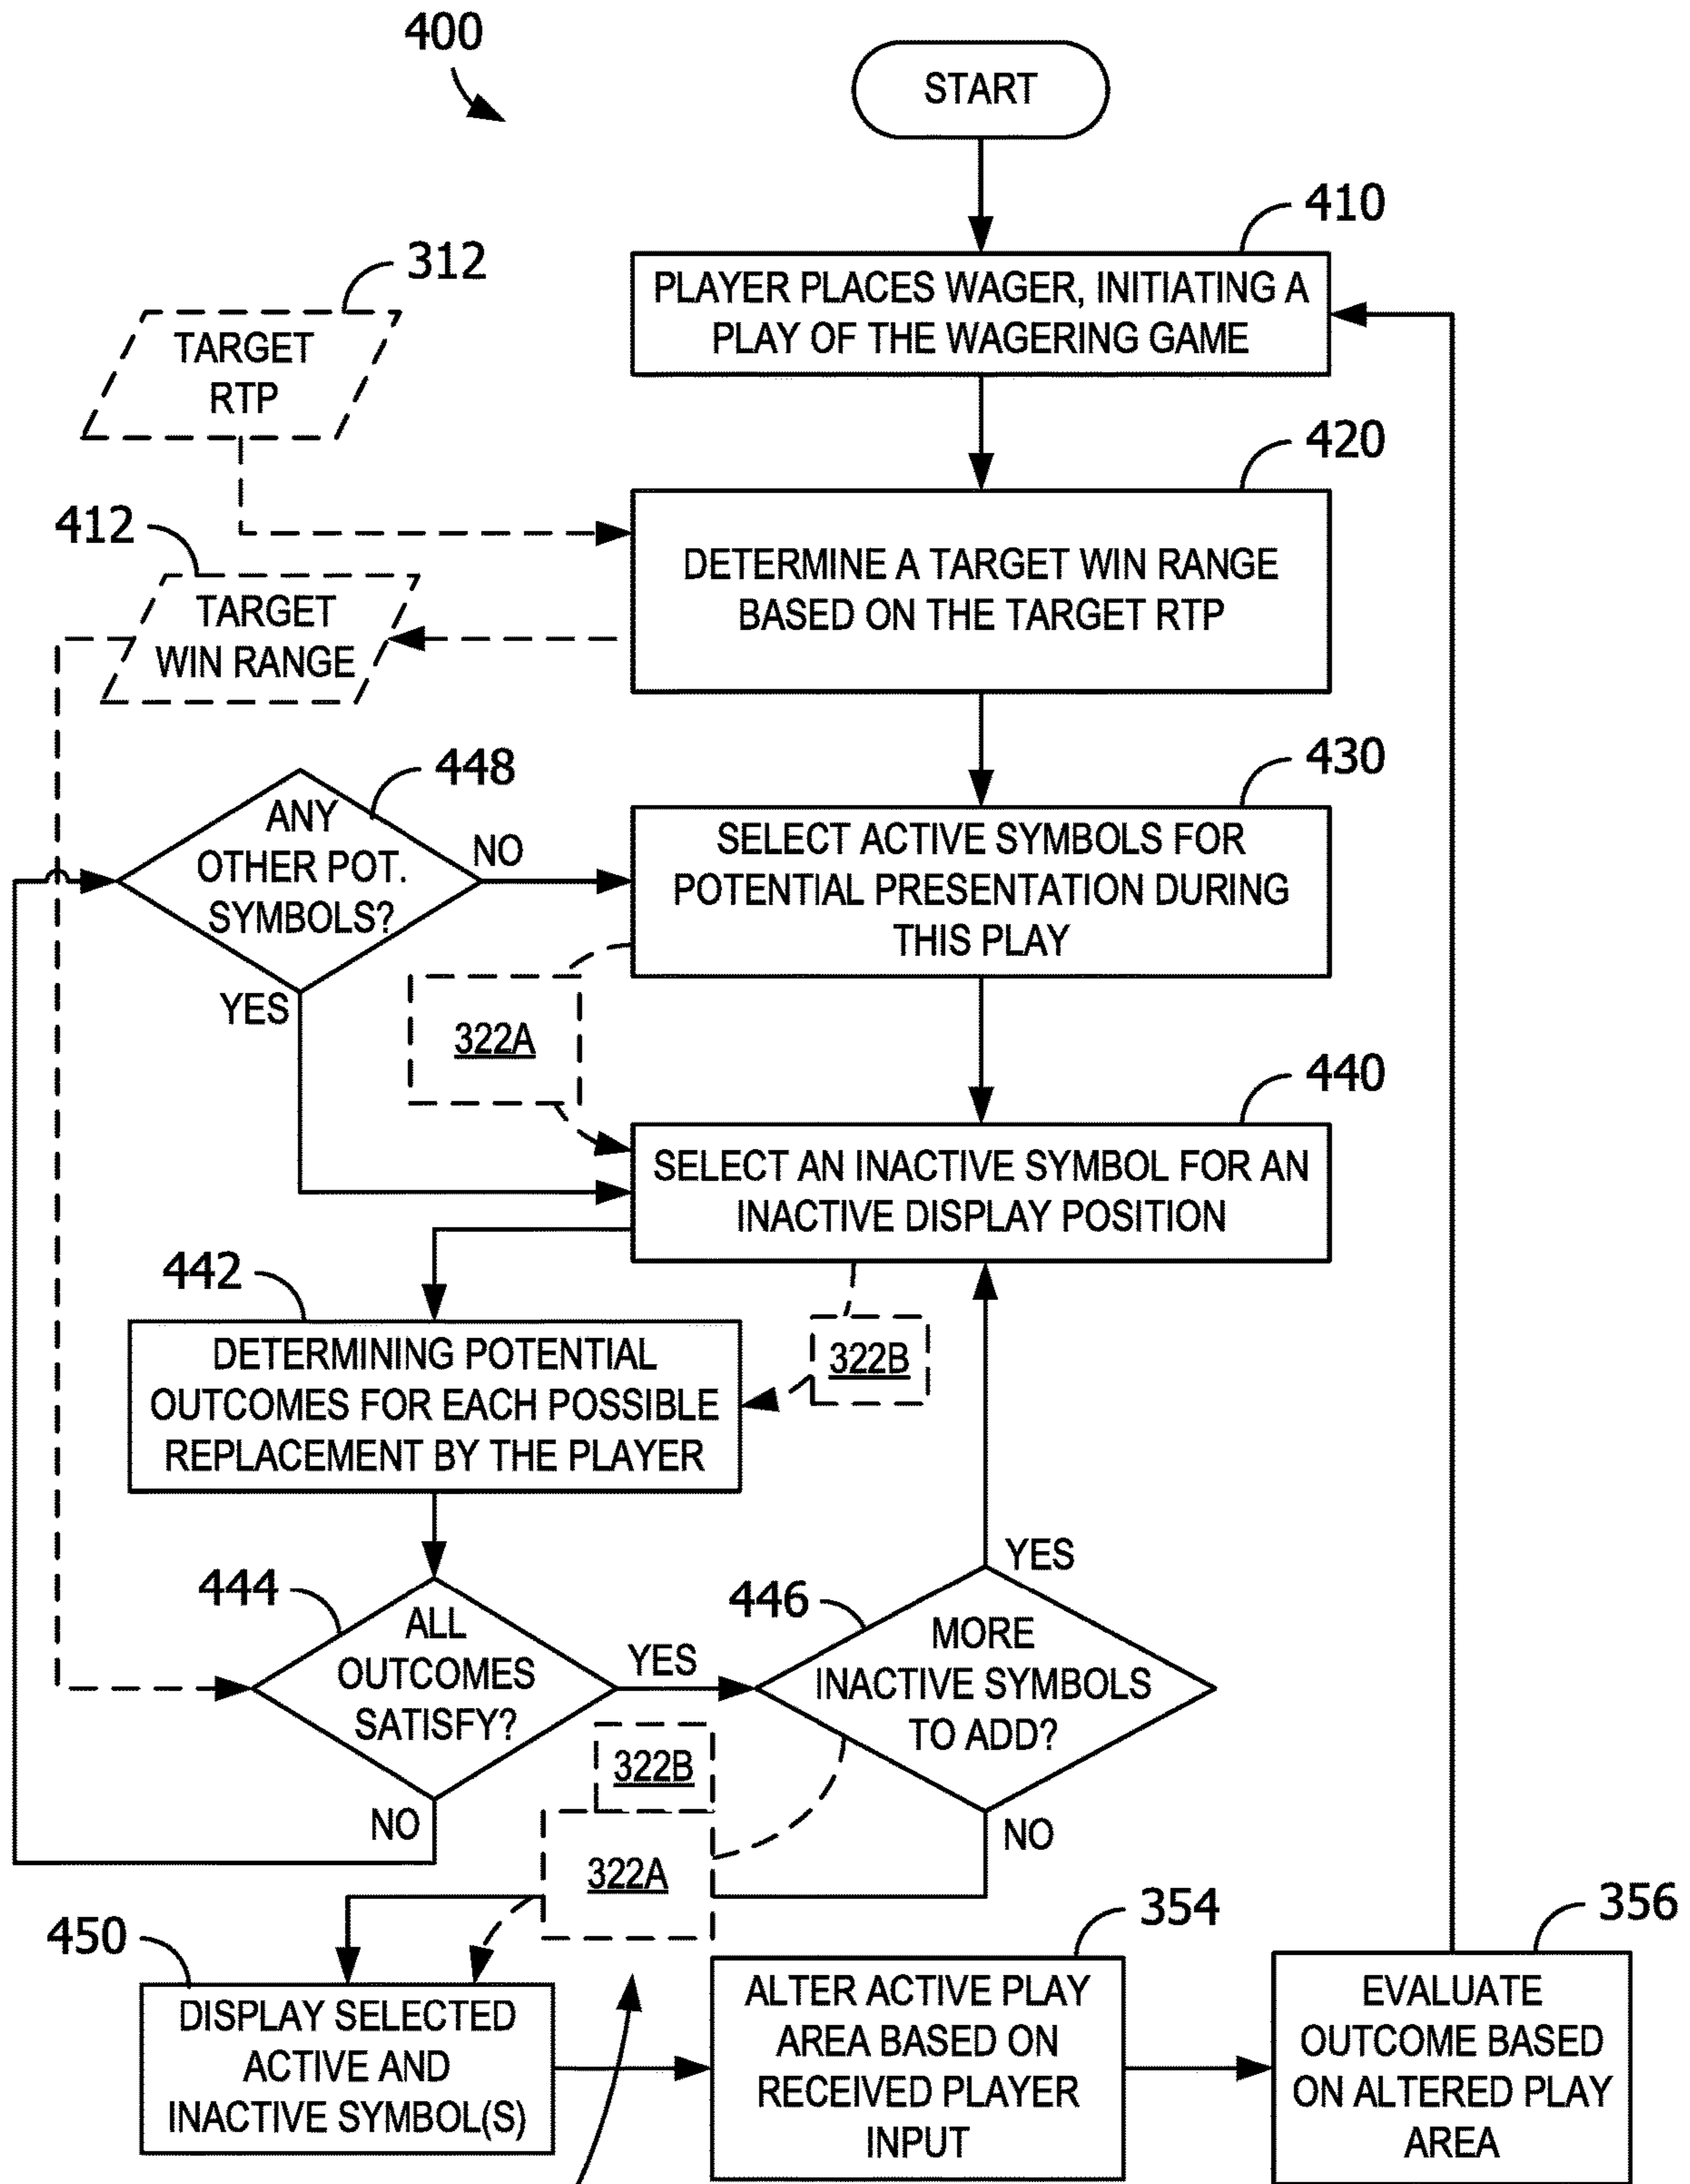 400
START
410
PLAYER PLACES WAGER, INITIATING A
PLAY OF THE WAGERING GAME
312
TARGET
RTP
420
DETERMINE A TARGET WIN RANGE
BASED ON THE TARGET RTP
412
TARGET
WIN RANGE
448
ANY
OTHER POT.
SYMBOLS?
NO
YES
430
SELECT ACTIVE SYMBOLS FOR
POTENTIAL PRESENTATION DURING
THIS PLAY
322A
440
SELECT AN INACTIVE SYMBOL FOR AN
INACTIVE DISPLAY POSITION
442
DETERMINING POTENTIAL
OUTCOMES FOR EACH POSSIBLE
REPLACEMENT BY THE PLAYER
322B
444
ALL
OUTCOMES
SATISFY?
YES
NO
446
YES
MORE
INACTIVE SYMBOLS
TO ADD?
NO
322B
322A
450
DISPLAY SELECTED
ACTIVE AND
INACTIVE SYMBOL(S)
354
ALTER ACTIVE PLAY
AREA BASED ON
RECEIVED PLAYER
INPUT
356
EVALUATE
OUTCOME BASED
ON ALTERED PLAY
AREA